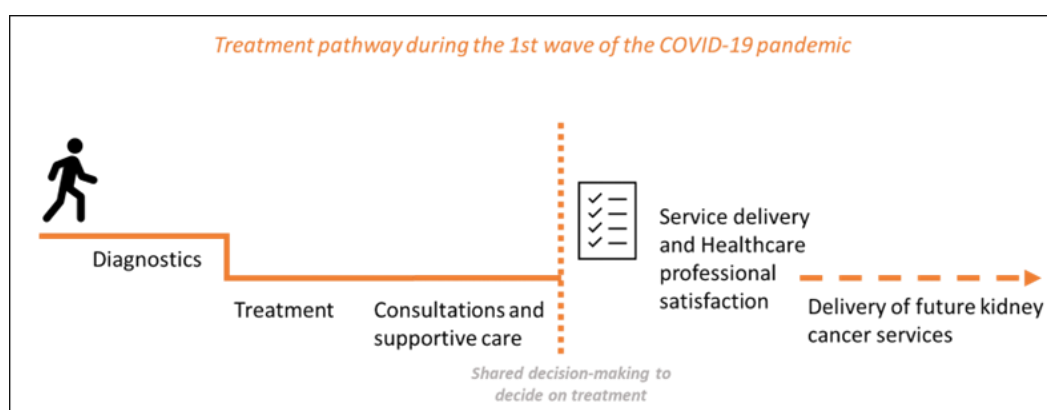 Treatment pathway during the 1st wave of the COVID-19 pandemic
Diagnostics
Treatment
Consultations and
supportive care
Shared decision-making to
decide on treatment
Service delivery
and Healthcare
professional
satisfaction
Delivery of future kidney
cancer services